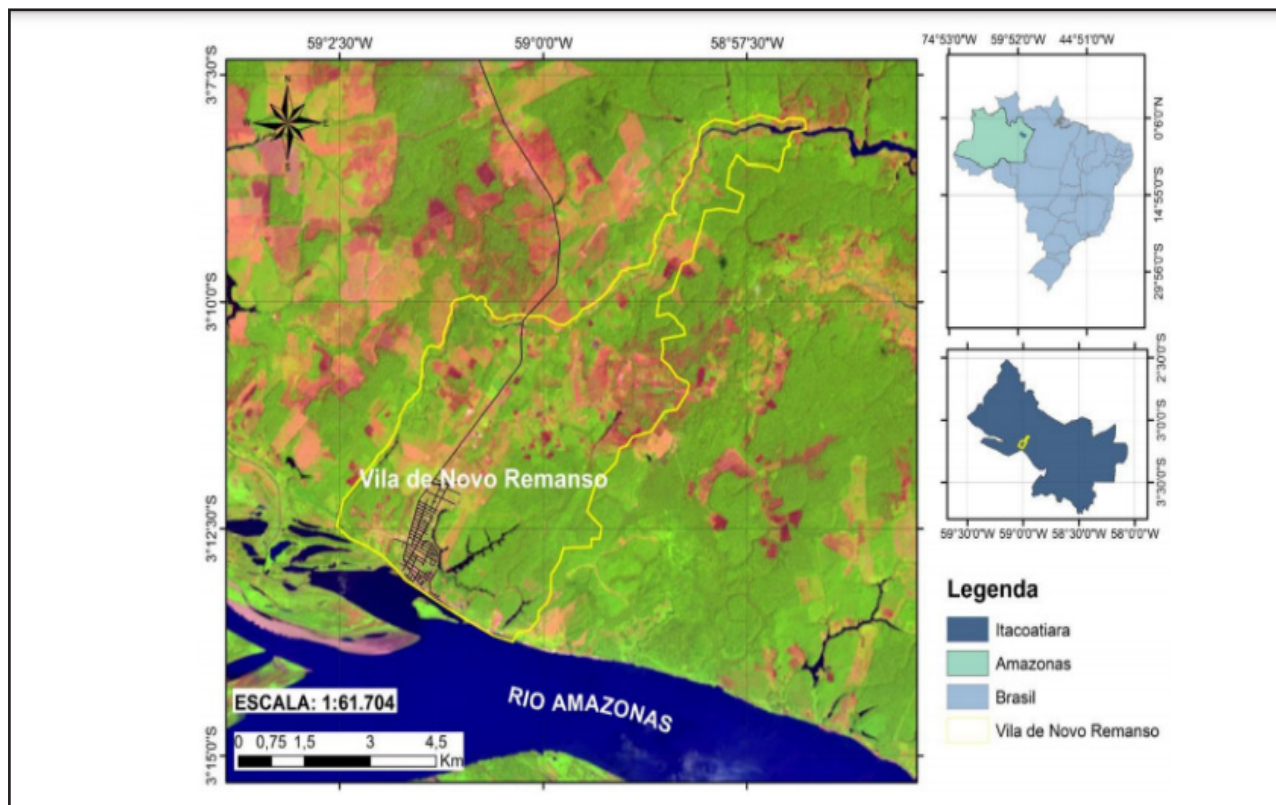 59°2'30"W 59°0'0"W 58°57'30"W
3°7'30"S
3°10'0"S
3°12'30"S
3°15'0"S
N
Vila de Novo Remanso
RIO AMAZONAS
ESCALA: 1:61.704
0 0,75 1,5 3 4,5
Km
74°53'0"W 59°52'0"W 44°51'0"W
0°6'0"N
14°55'0"S
29°56'0"S
2°30'0"S
3°0'0"S
3°30'0"S
59°30'0"W 59°0'0"W 58°30'0"W 58°0'0"W
Legenda
Itacoatiara
Amazonas
Brasil
Vila de Novo Remanso